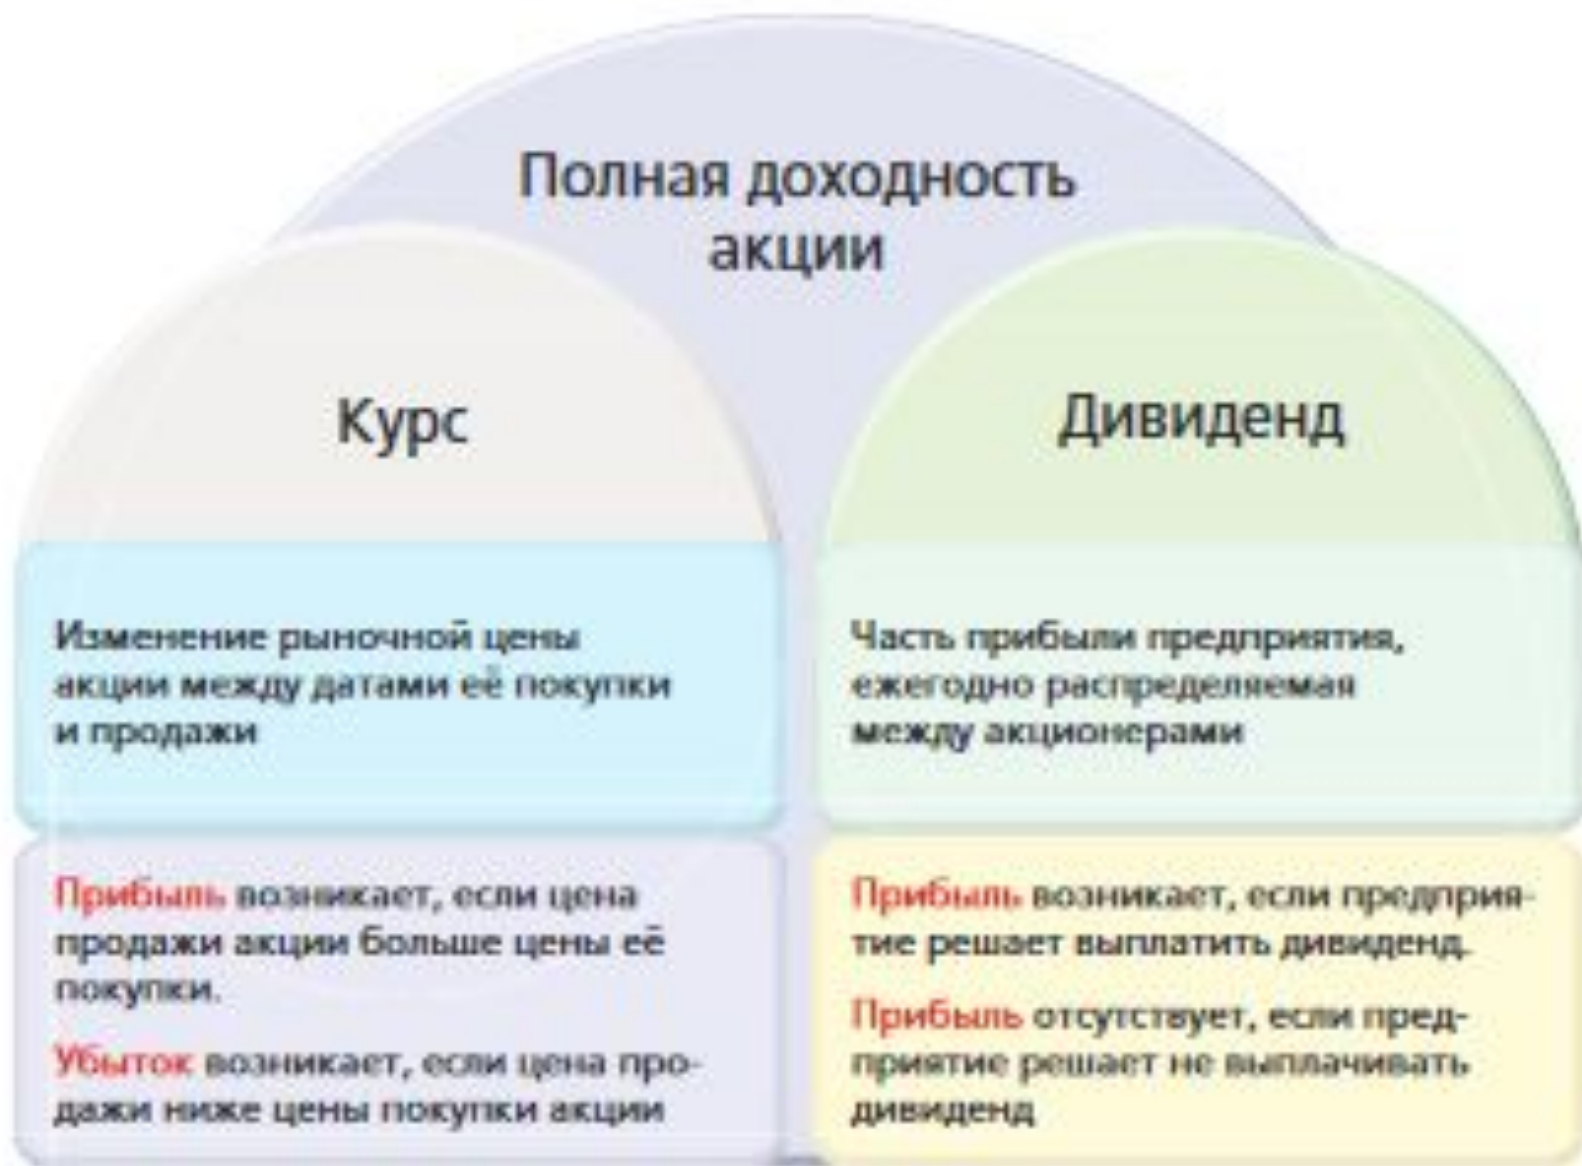 Полная доходность
акции
Курс
Дивиденд
Изменение рыночной цены
акции между датами её покупки
и продажи
Часть прибыли предприятия,
ежегодно распределяемая
между акционерами
Прибыль возникает, если цена
продажи акции больше цены её
покупки.
Убыток возникает, если цена про-
дажи ниже цены покупки акции
Прибыль возникает, если предприя-
тие решает выплатить дивиденд.
Прибыль отсутствует, если пред-
приятие решает не выплачивать
дивиденд